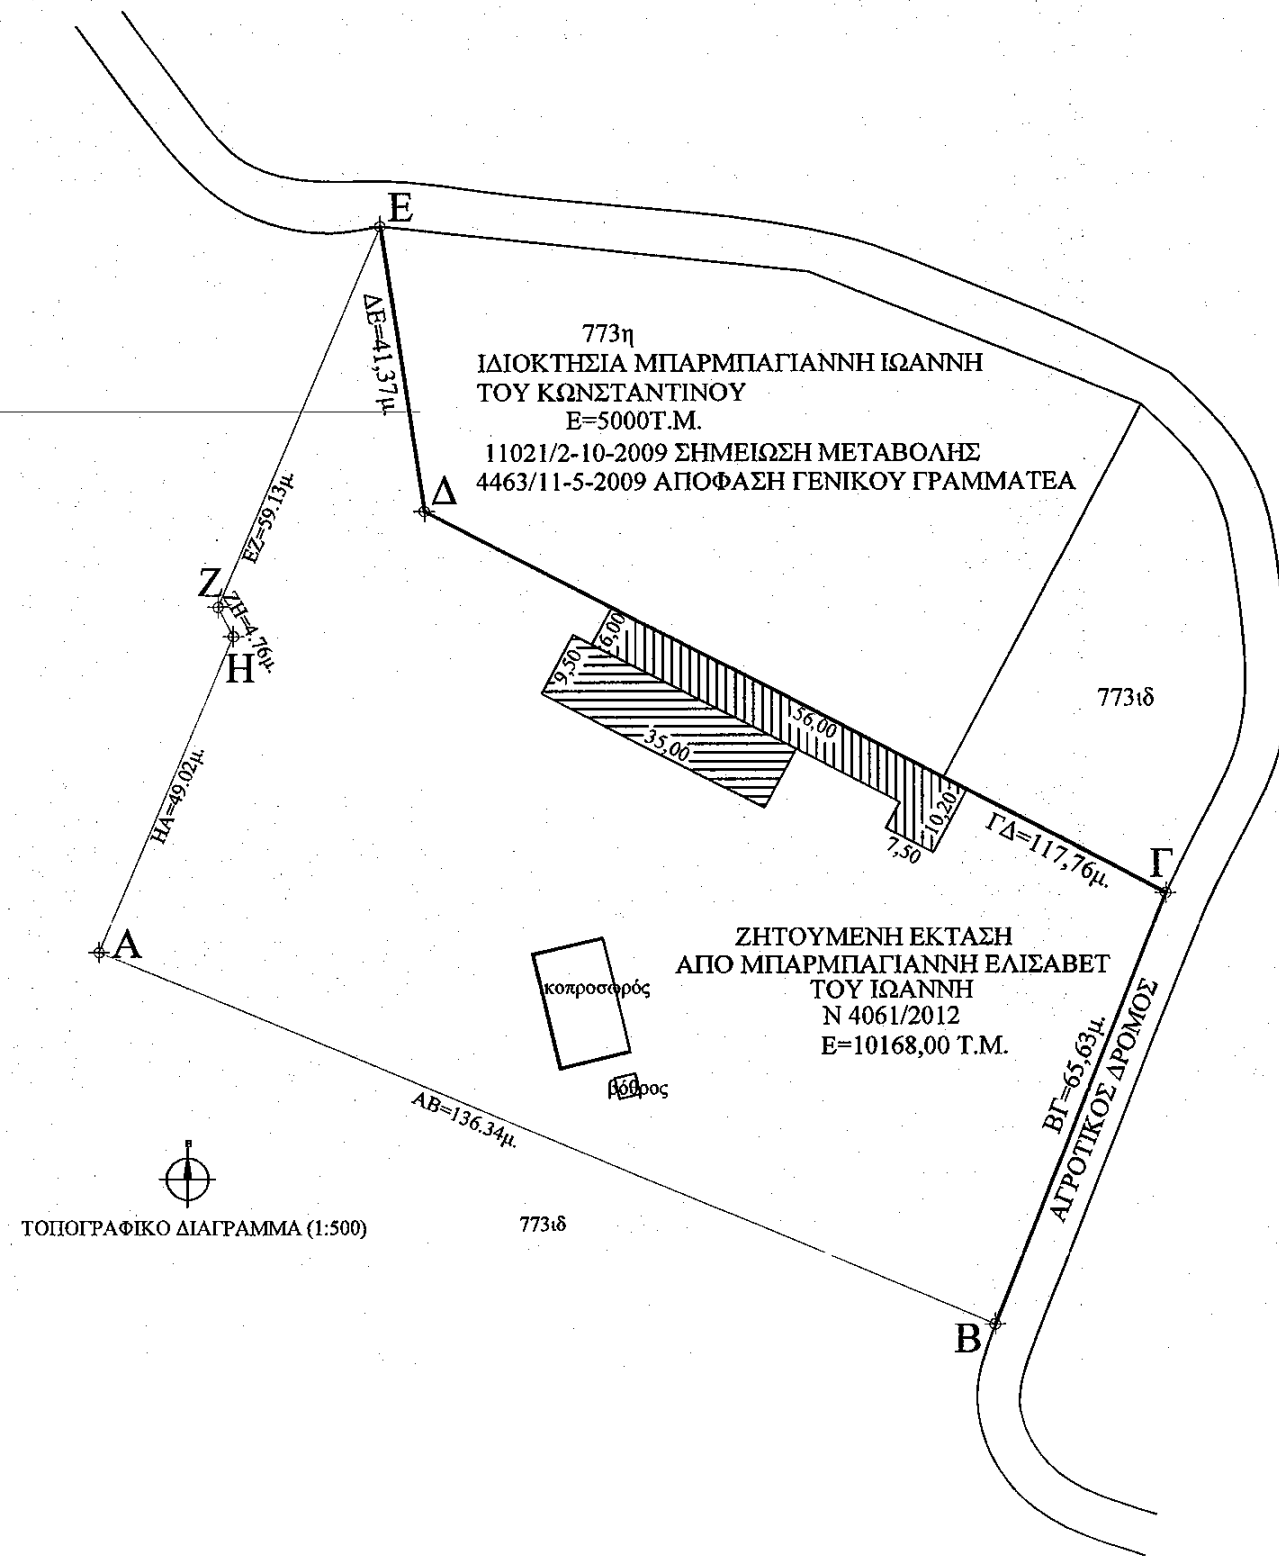 Ε
ΔΕ=41,37μ.
773η
ΙΔΙΟΚΤΗΣΙΑ ΜΠΑΡΜΠΑΓΙΑΝΝΗ ΙΩΑΝΝΗ
ΤΟΥ ΚΩΝΣΤΑΝΤΙΝΟΥ
Ε=5000Τ.Μ.
11021/2-10-2009 ΣΗΜΕΙΩΣΗ ΜΕΤΑΒΟΛΗΣ
4463/11-5-2009 ΑΠΟΦΑΣΗ ΓΕΝΙΚΟΥ ΓΡΑΜΜΑΤΕΑ
Δ
ΕΖ=59.13μ.
Ζ
ΖΗ=4.76μ.
Η
6,00
9,50
56,00
35,00
773ιδ
10,20
7,50
ΓΔ=117,76μ.
Γ
ΗΑ=49.02μ.
Α
ΖΗΤΟΥΜΕΝΗ ΕΚΤΑΣΗ
ΑΠΟ ΜΠΑΡΜΠΑΓΙΑΝΝΗ ΕΛΙΣΑΒΕΤ
ΤΟΥ ΙΩΑΝΝΗ
Ν 4061/2012
Ε=10168,00 Τ.Μ.
κοπροσωρός
βόθρος
ΒΓ=65,63μ.
ΑΓΡΟΤΙΚΟΣ ΔΡΟΜΟΣ
ΑΒ=136.34μ.
Β
ΤΟΠΟΓΡΑΦΙΚΟ ΔΙΑΓΡΑΜΜΑ (1:500)
773ιδ
Β